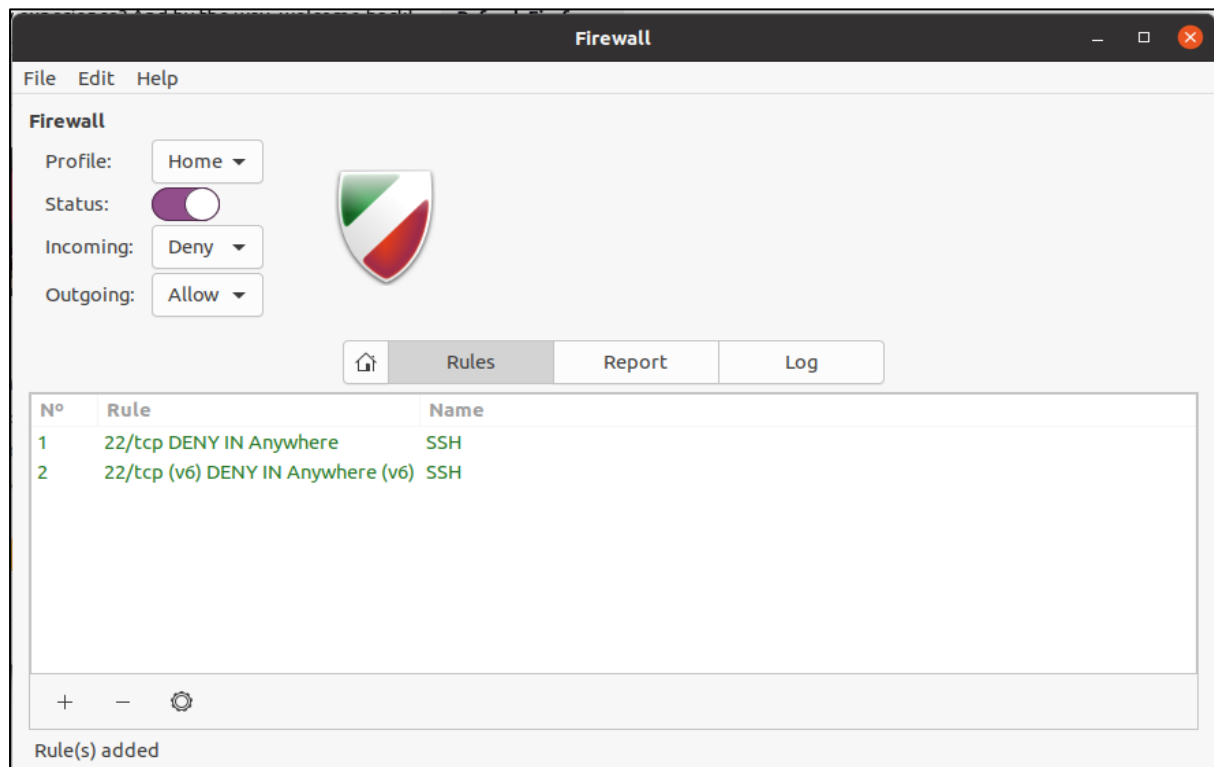 Firewall
File Edit Help
Firewall
Profile: Home
Status:
Incoming: Deny
Outgoing: Allow
Rules Report Log
Nº Rule Name
1 22/tcp DENY IN Anywhere SSH
2 22/tcp (v6) DENY IN Anywhere (v6) SSH
Rule(s) added